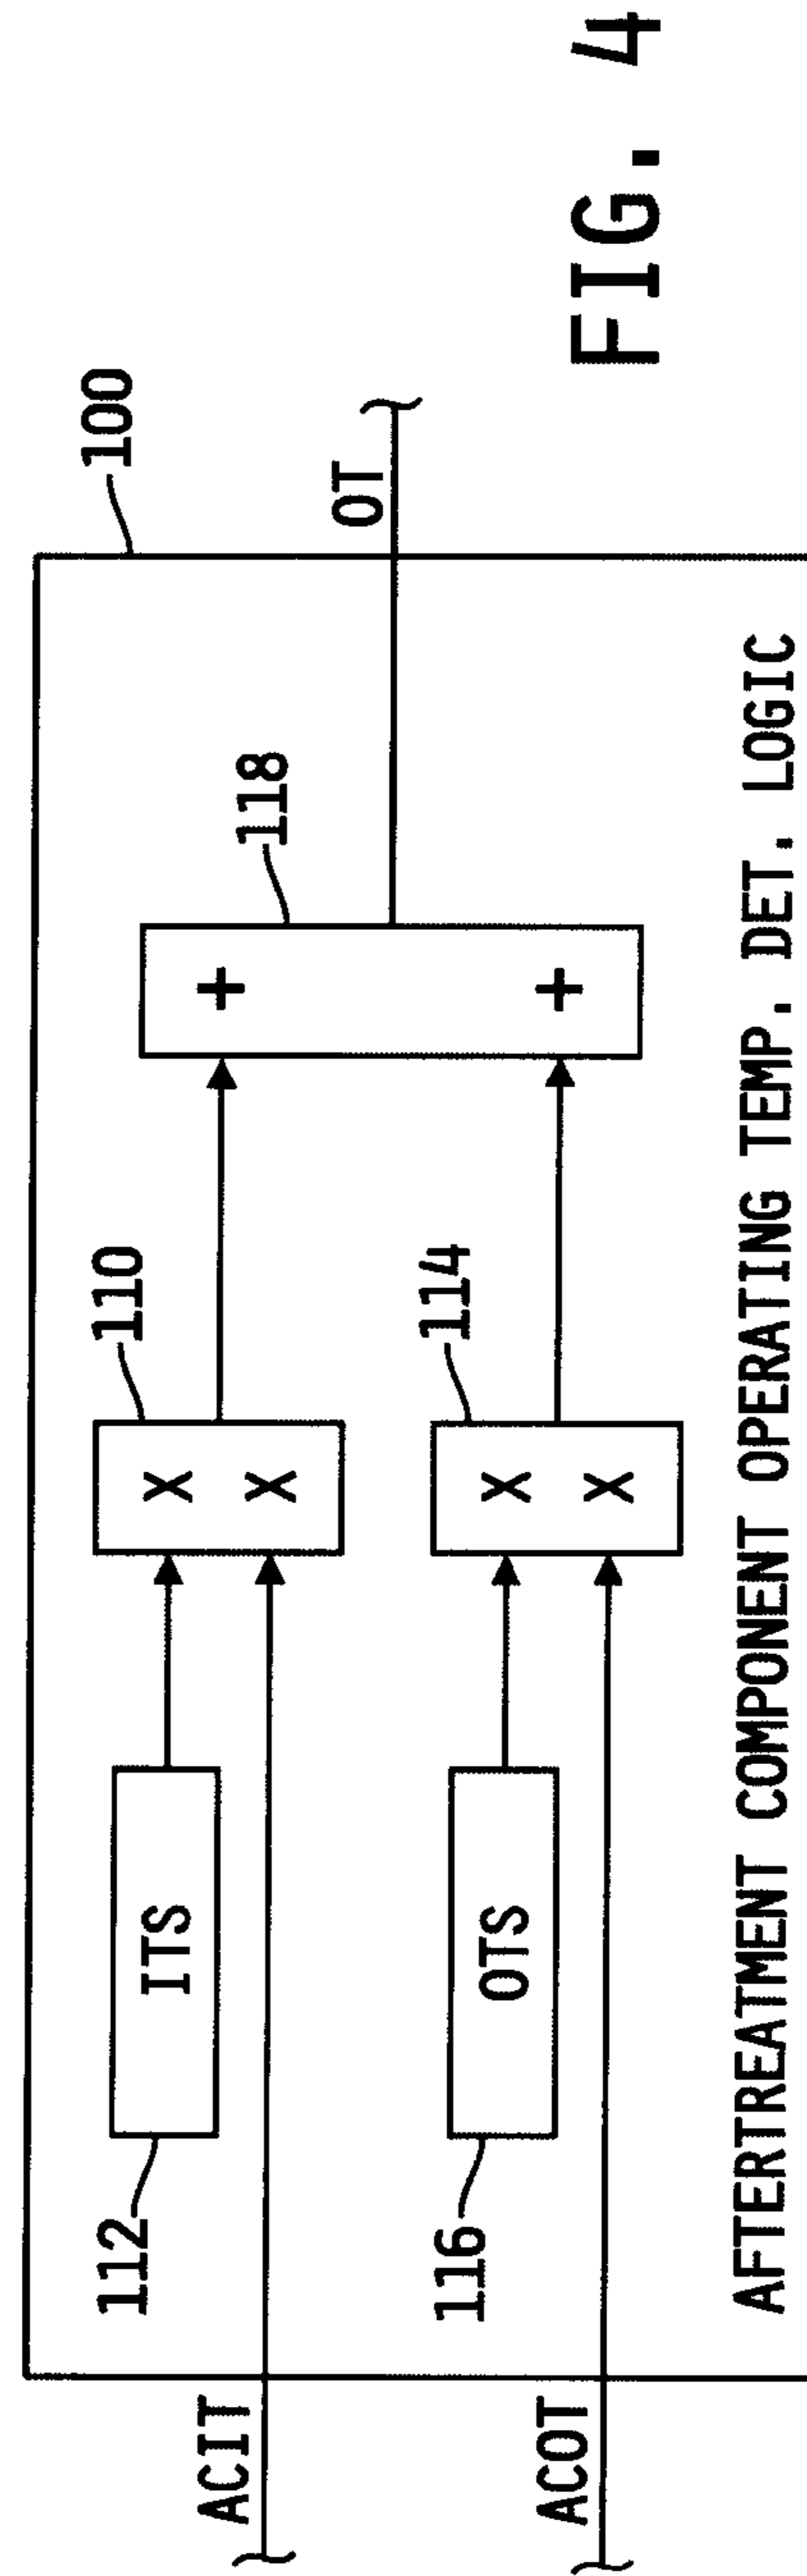 100
110
118
112
ITS
X
X
+
ACIT
OT
114
116
OTS
X
X
+
ACOT
AFTERTREATMENT COMPONENT OPERATING TEMP. DET. LOGIC
FIG. 4